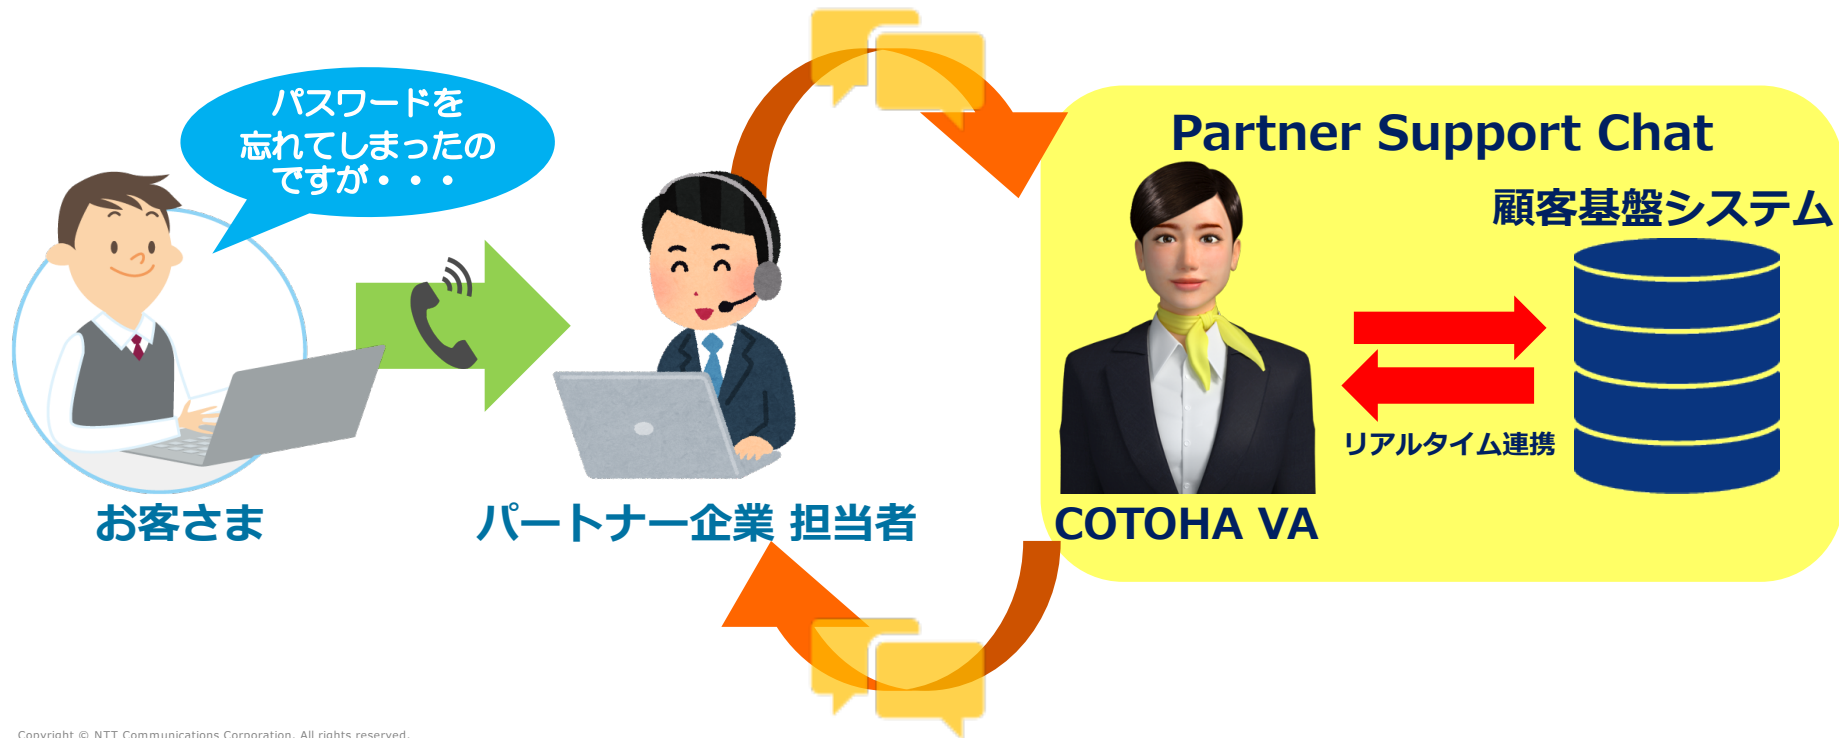 パスワードを
忘れてしまったの
ですが・・・
Partner Support Chat
顧客基盤システム
リアルタイム連携
お客さま
パートナー企業 担当者
COTOHA VA
Copyright © NTT Communications Corporation. All rights reserved.